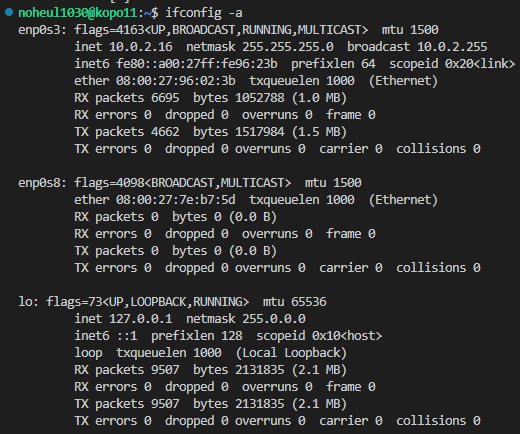 noheul1030@kopo11:~$ ifconfig -a
enp0s3: flags=4163<UP,BROADCAST,RUNNING,MULTICAST>  mtu 1500
        inet 10.0.2.16  netmask 255.255.255.0  broadcast 10.0.2.255
        inet6 fe80::a00:27ff:fe96:23b  prefixlen 64  scopeid 0x20<link>
        ether 08:00:27:96:02:3b  txqueuelen 1000  (Ethernet)
        RX packets 6695  bytes 1052788 (1.0 MB)
        RX errors 0  dropped 0  overruns 0  frame 0
        TX packets 4662  bytes 1517984 (1.5 MB)
        TX errors 0  dropped 0 overruns 0  carrier 0  collisions 0

enp0s8: flags=4098<BROADCAST,MULTICAST>  mtu 1500
        ether 08:00:27:7e:b7:5d  txqueuelen 1000  (Ethernet)
        RX packets 0  bytes 0 (0.0 B)
        RX errors 0  dropped 0  overruns 0  frame 0
        TX packets 0  bytes 0 (0.0 B)
        TX errors 0  dropped 0 overruns 0  carrier 0  collisions 0

lo: flags=73<UP,LOOPBACK,RUNNING>  mtu 65536
        inet 127.0.0.1  netmask 255.0.0.0
        inet6 ::1  prefixlen 128  scopeid 0x10<host>
        loop  txqueuelen 1000  (Local Loopback)
        RX packets 9507  bytes 2131835 (2.1 MB)
        RX errors 0  dropped 0  overruns 0  frame 0
        TX packets 9507  bytes 2131835 (2.1 MB)
        TX errors 0  dropped 0 overruns 0  carrier 0  collisions 0